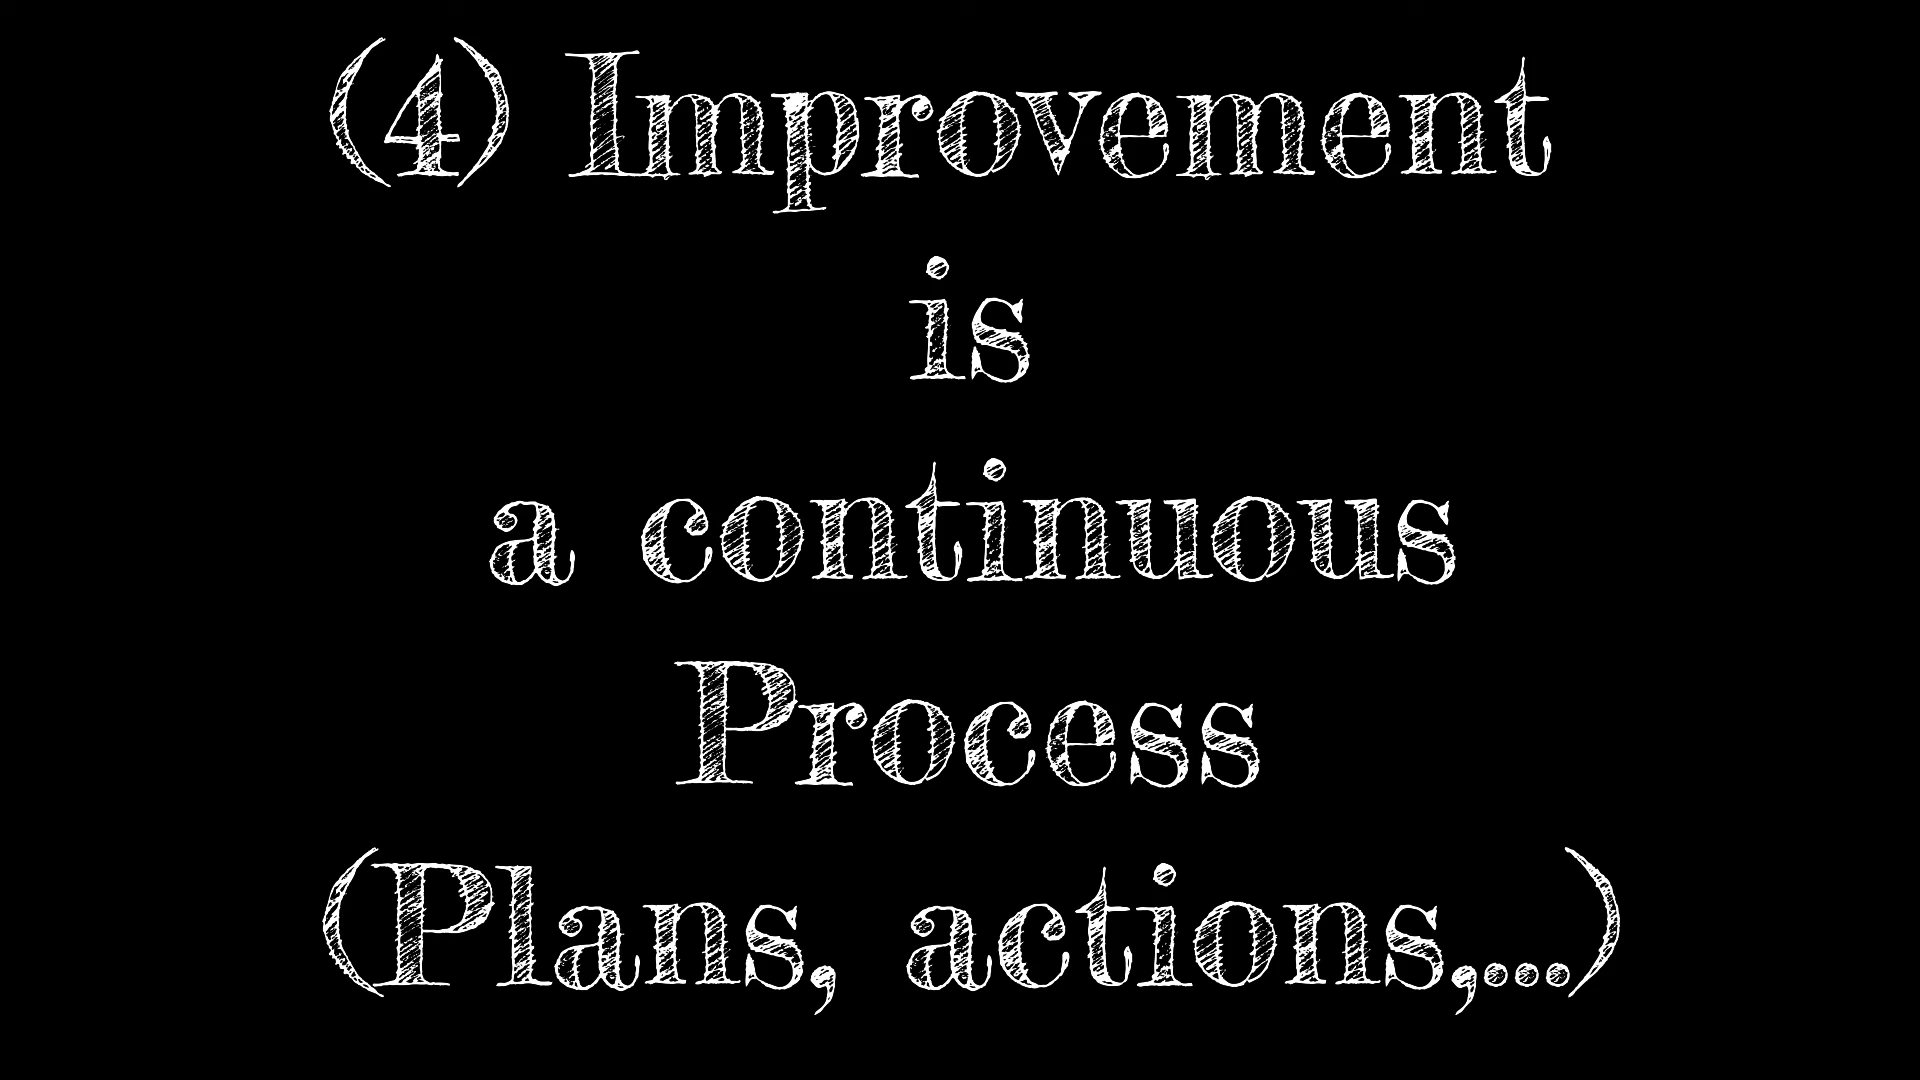 (4) Improvement
is
a continuous
Process
(Plans, actions,...)